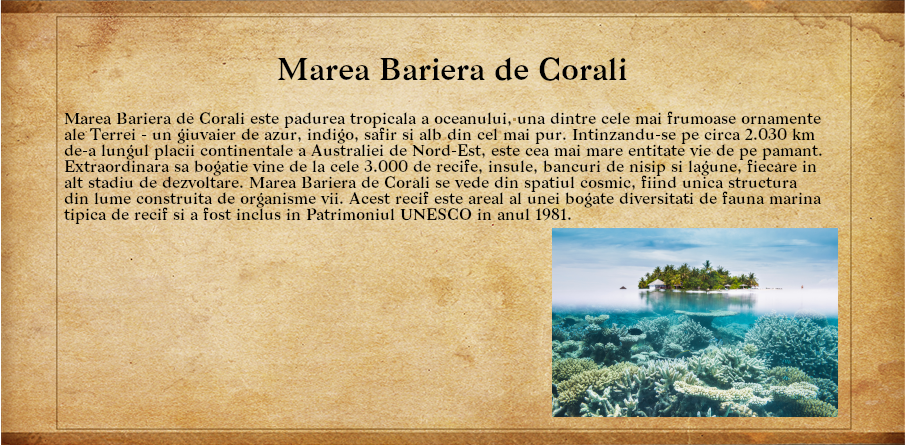 Marea Bariera de Corali
Marea Bariera de Corali este padurea tropicala a oceanului, una dintre cele mai frumoase ornamente
ale Terrei - un giuvaier de azur, indigo, safir si alb din cel mai pur. Intinzandu-se pe circa 2.030 km
de-a lungul placii continentale a Australiei de Nord-Est, este cea mai mare entitate vie de pe pamant.
Extraordinara sa bogatie vine de la cele 3.000 de recife, insule, bancuri de nisip si lagune, fiecare in
alt stadiu de dezvoltare. Marea Bariera de Corali se vede din spatiul cosmic, fiind unica structura
din lume construita de organisme vii. Acest recif este areal al unei bogate diversitati de fauna marina
tipica de recif si a fost inclus in Patrimoniul UNESCO in anul 1981.